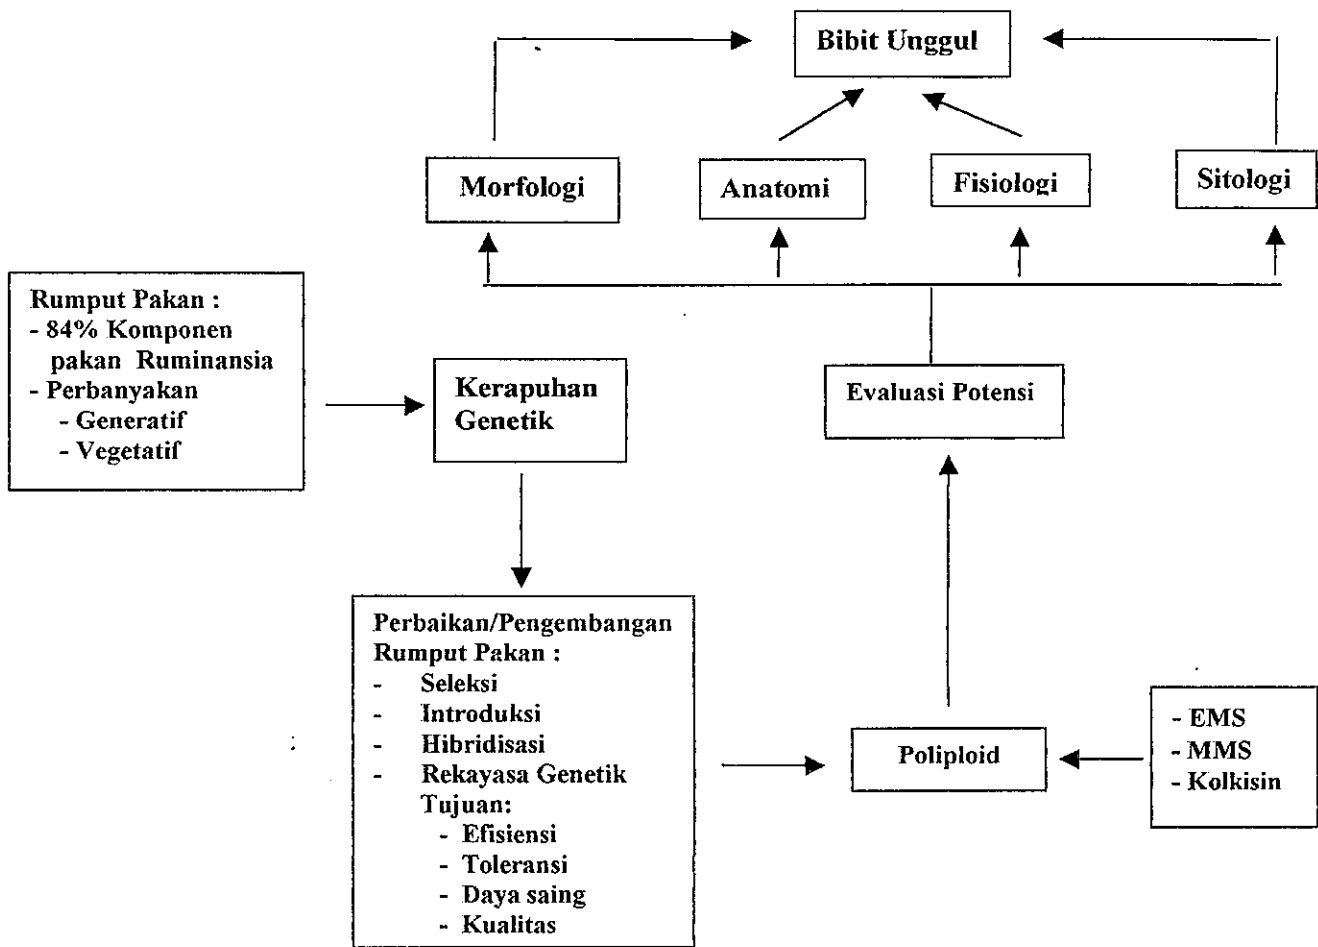 Bibit Unggul
Morfologi
Anatomi
Fisiologi
Sitologi
Rumput Pakan :
- 84% Komponen
pakan Ruminansia
- Perbanyakan
- Generatif
- Vegetatif
Kerapuhan
Genetik
Evaluasi Potensi
Perbaikan/Pengembangan
Rumput Pakan :
- Seleksi
- Introduksi
- Hibridisasi
- Rekayasa Genetik
Tujuan:
- Efisiensi
- Toleransi
- Daya saing
- Kualitas
Poliploid
- EMS
- MMS
- Kolkisin